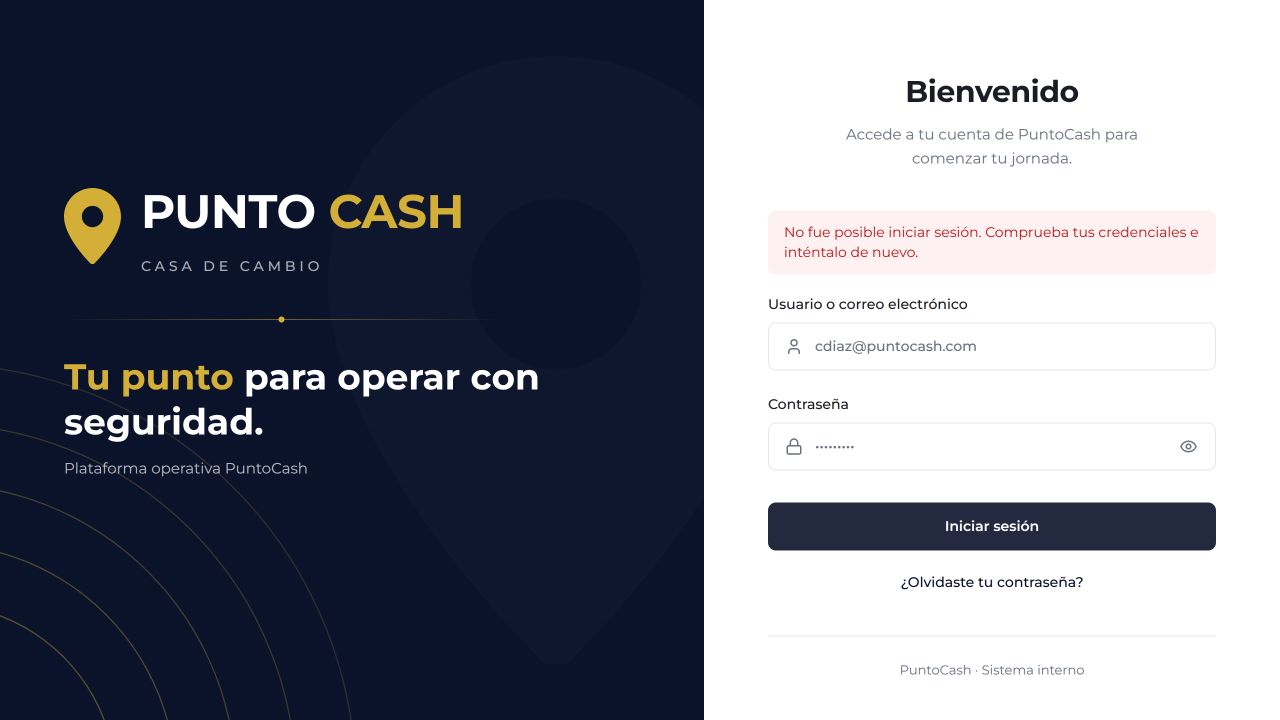 PUNTO CASH
CASA DE CAMBIO
Tu punto para operar con
seguridad.
Plataforma operativa PuntoCash
Bienvenido
Accede a tu cuenta de PuntoCash para
comenzar tu jornada.
No fue posible iniciar sesión. Comprueba tus credenciales e
inténtalo de nuevo.
Usuario o correo electrónico
cdiaz@puntocash.com
Contraseña
•••••••••
Iniciar sesión
¿Olvidaste tu contraseña?
PuntoCash · Sistema interno